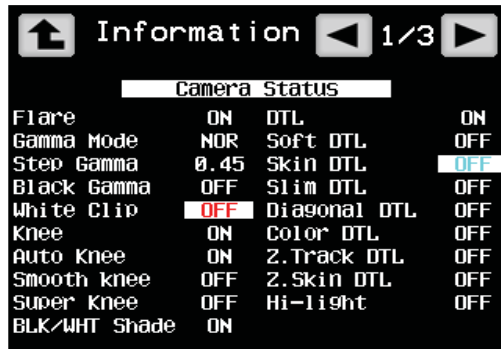 Information 1/3
Camera Status
Flare ON DTL ON
Gamma Mode NOR Soft DTL OFF
Step Gamma 0.45 Skin DTL OFF
Black Gamma OFF Slim DTL OFF
White Clip OFF Diagonal DTL OFF
Knee ON Color DTL OFF
Auto Knee ON Z.Track DTL OFF
Smooth knee OFF Z.Skin DTL OFF
Super Knee OFF Hi-light OFF
BLK/WHT Shade ON